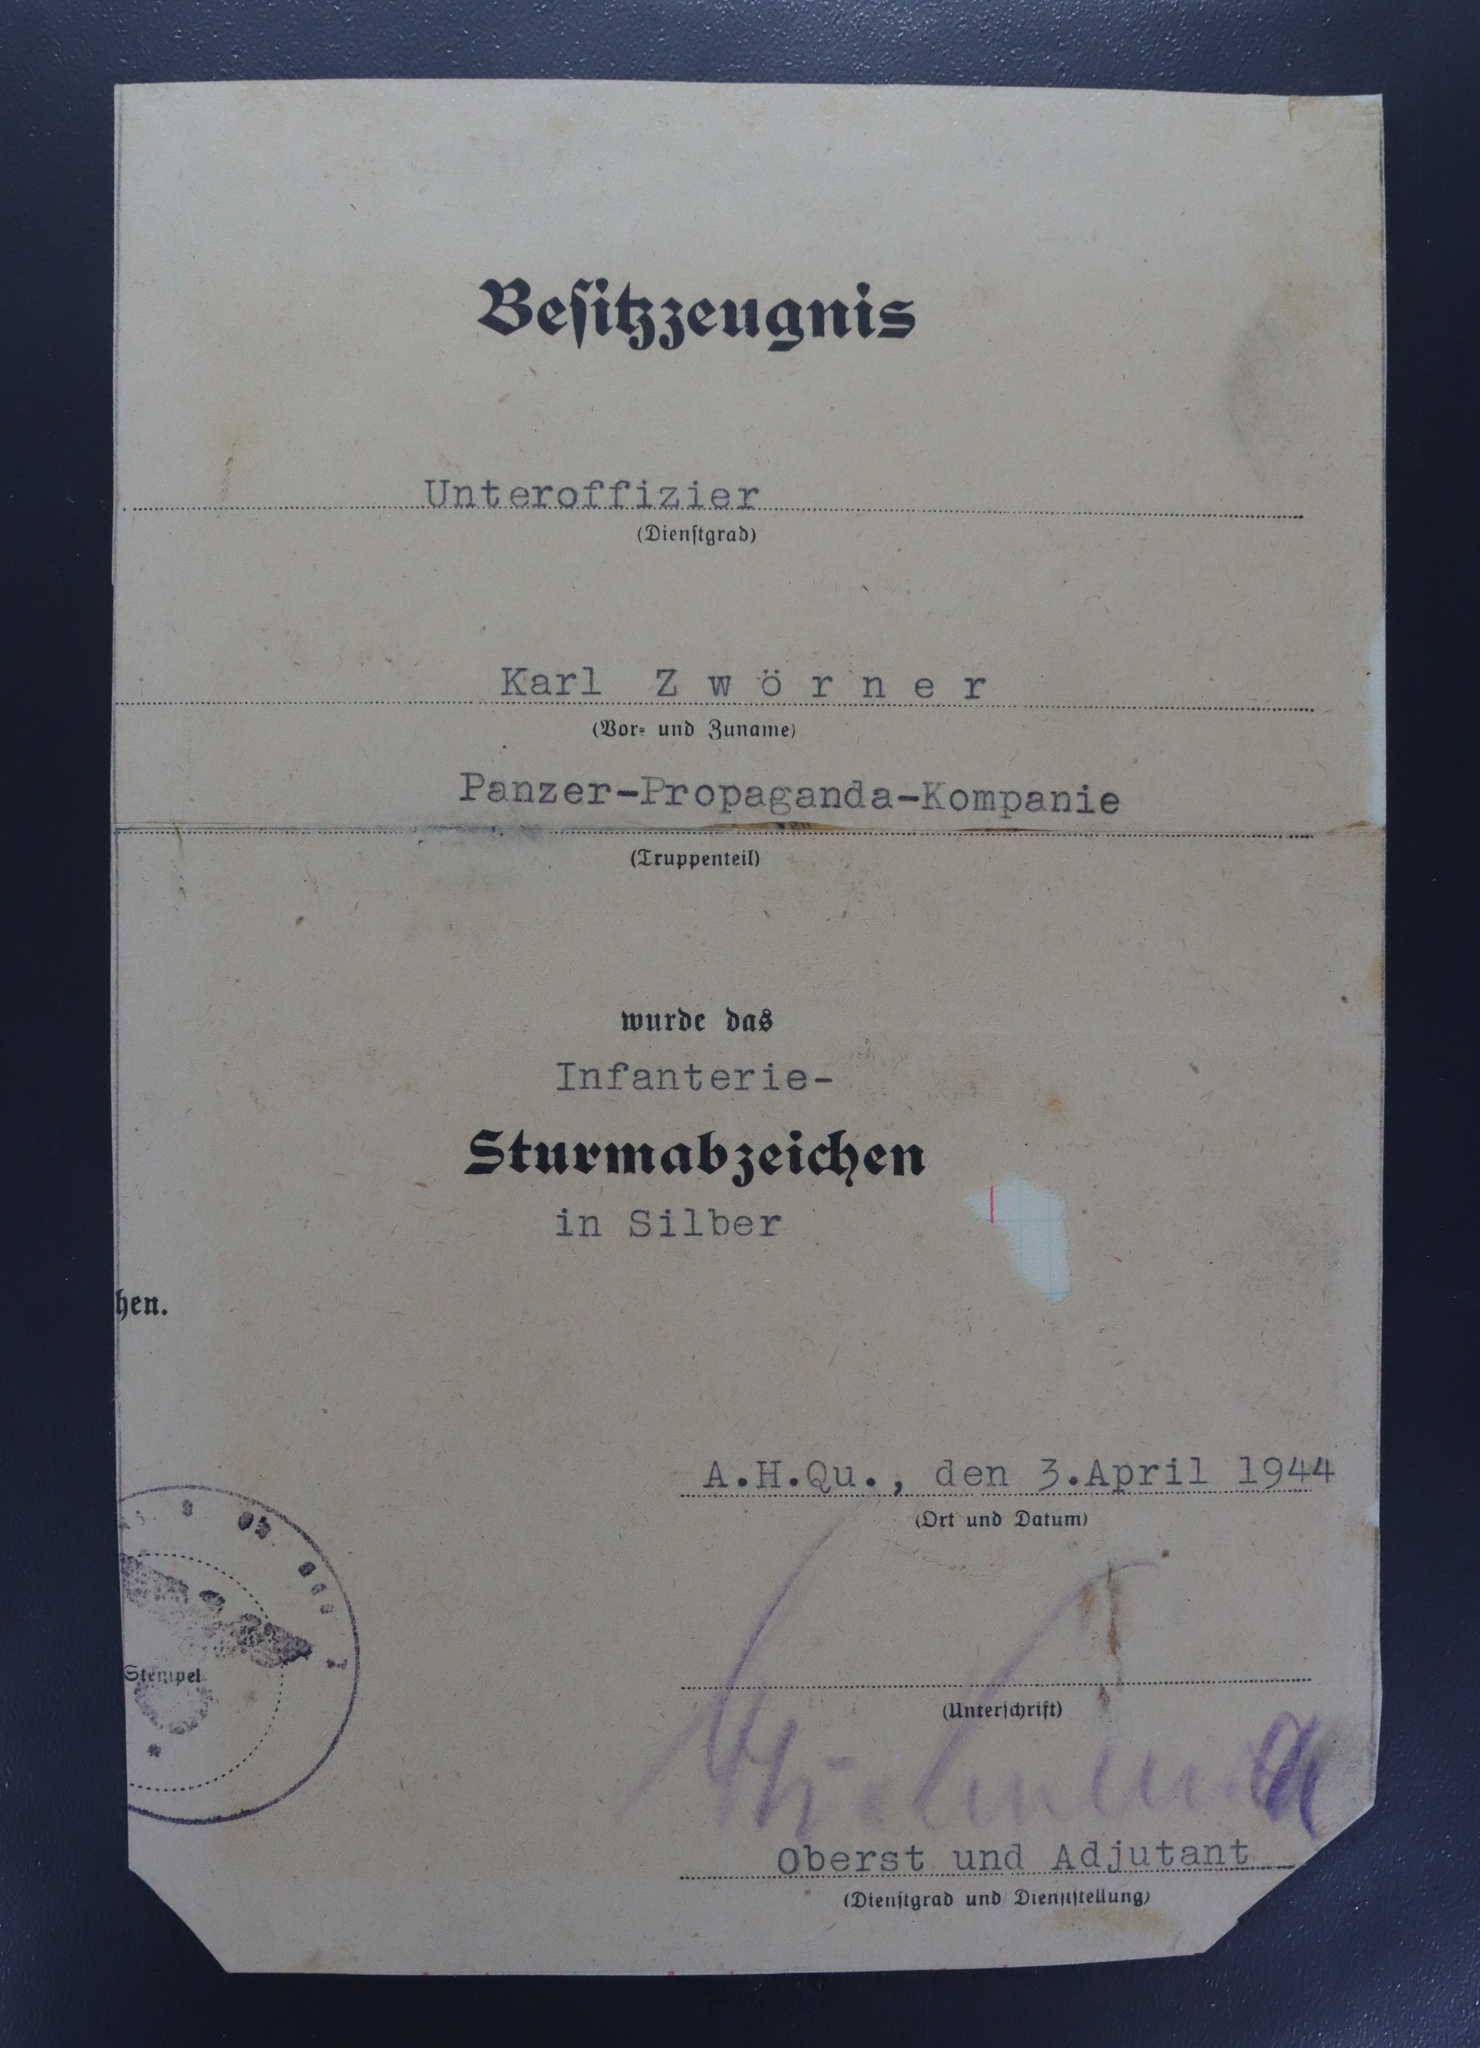 Besitzzeugnis
Unteroffizier
(Dienstgrad)
Karl Zwörner
(Vor- und Zuname)
Panzer-Propaganda-Kompanie
(Truppenteil)
wurde das
Infanterie-
Sturmabzeichen
in Silber
hen.
A.H.Qu., den 3.April 1944
(Ort und Datum)
(Unterschrift)
Stempel
Oberst und Adjutant
(Dienstgrad und Dienststellung)